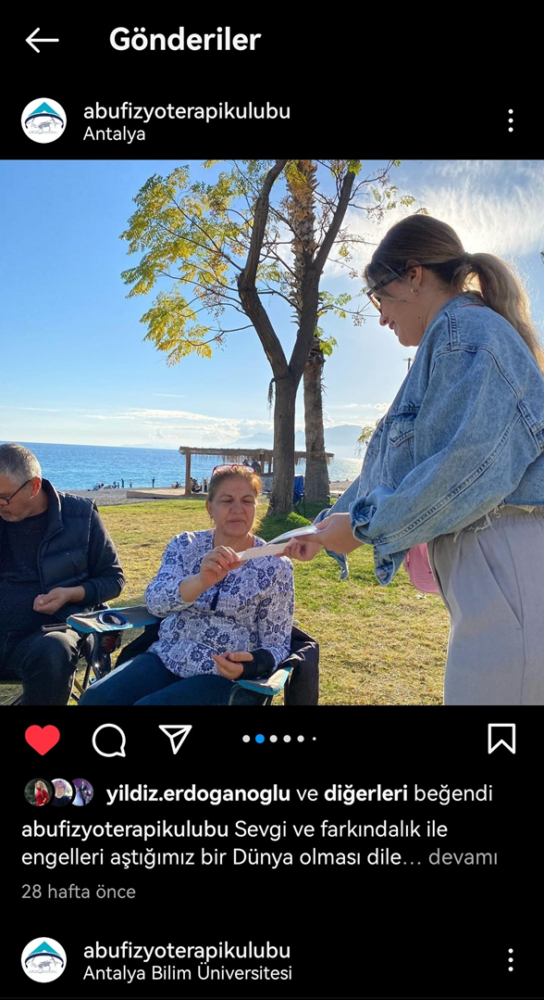 Gönderiler
abufizyoterapikulubu
Antalya
yildiz.erdoganoglu ve diğerleri beğendi
abufizyoterapikulubu Sevgi ve farkındalık ile
engelleri aştığımız bir Dünya olması dile... devamı
28 hafta önce
abufizyoterapikulubu
Antalya Bilim Üniversitesi